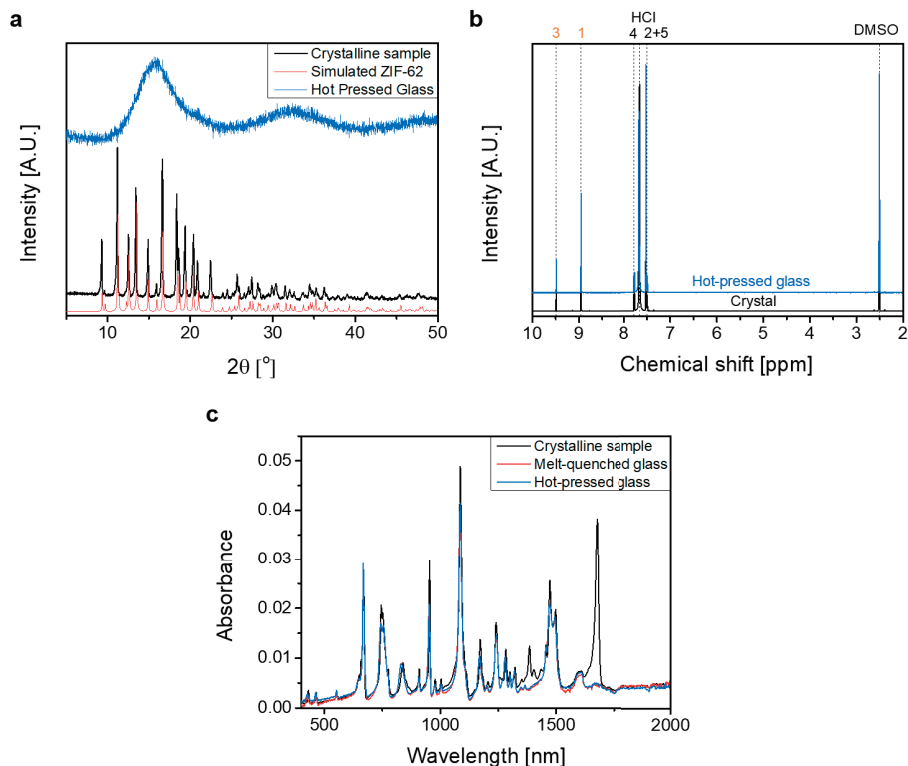 a
Crystalline sample
Simulated ZIF-62
Hot Pressed Glass
Intensity [A.U.]
5 10 20 30 40 50
2θ [°]
b
HCl
3 1 4 2+5 DMSO
Intensity [A.U.]
Hot-pressed glass
Crystal
10 9 8 7 6 5 4 3 2
Chemical shift [ppm]
c
Crystalline sample
Melt-quenched glass
Hot-pressed glass
0.05
0.04
0.03
0.02
0.01
0.00
Absorbance
500 1000 1500 2000
Wavelength [nm]